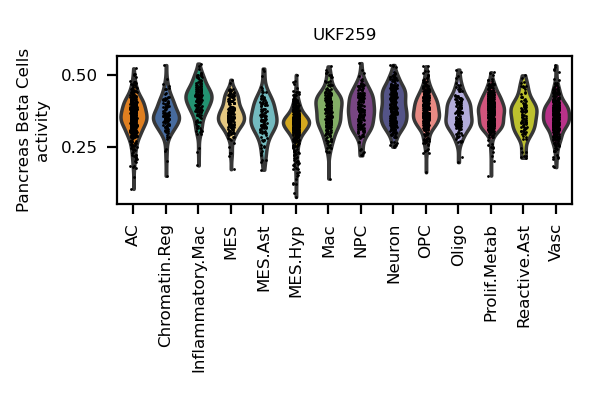 UKF259
Pancreas Beta Cells
activity
0.50
0.25
AC
Chromatin.Reg
Inflammatory.Mac
MES
MES.Ast
MES.Hyp
Mac
NPC
Neuron
OPC
Oligo
Prolif.Metab
Reactive.Ast
Vasc